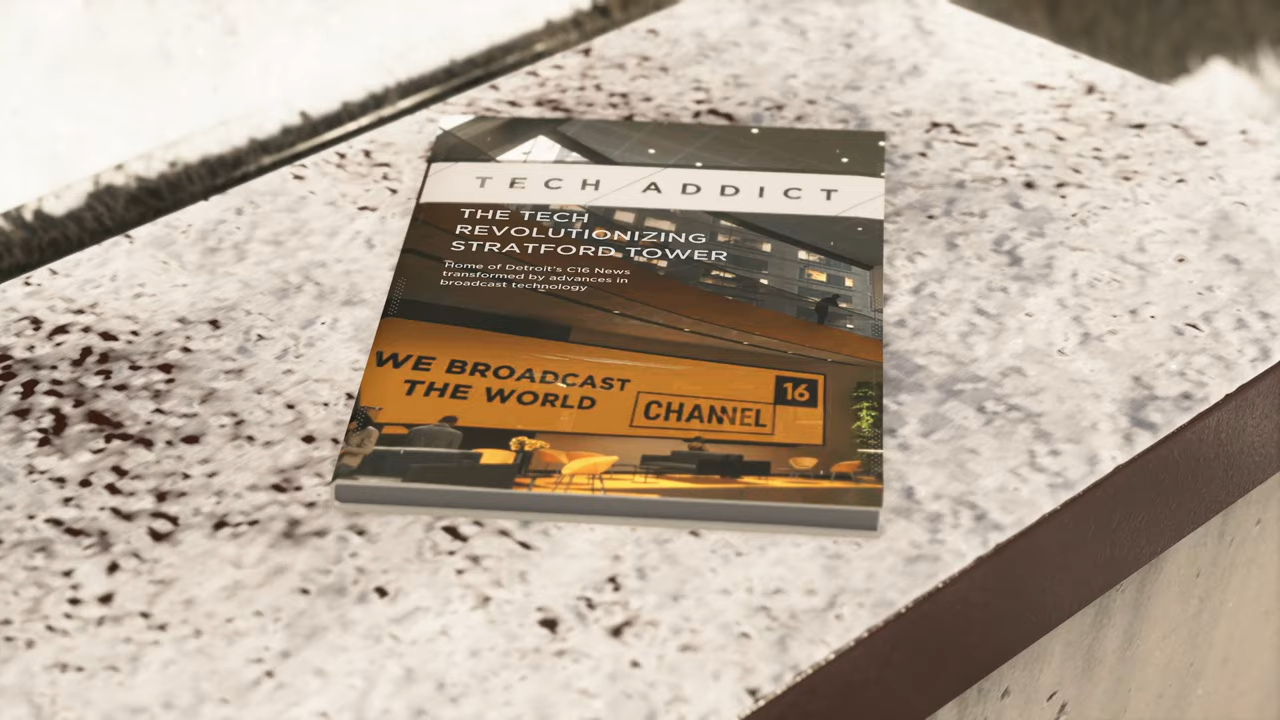 TECH ADDICT
THE TECH
REVOLUTIONIZING
STRATFORD TOWER
Home of Detroit's C16 News
transformed by advances in
broadcast technology
WE BROADCAST
THE WORLD
16
CHANNEL